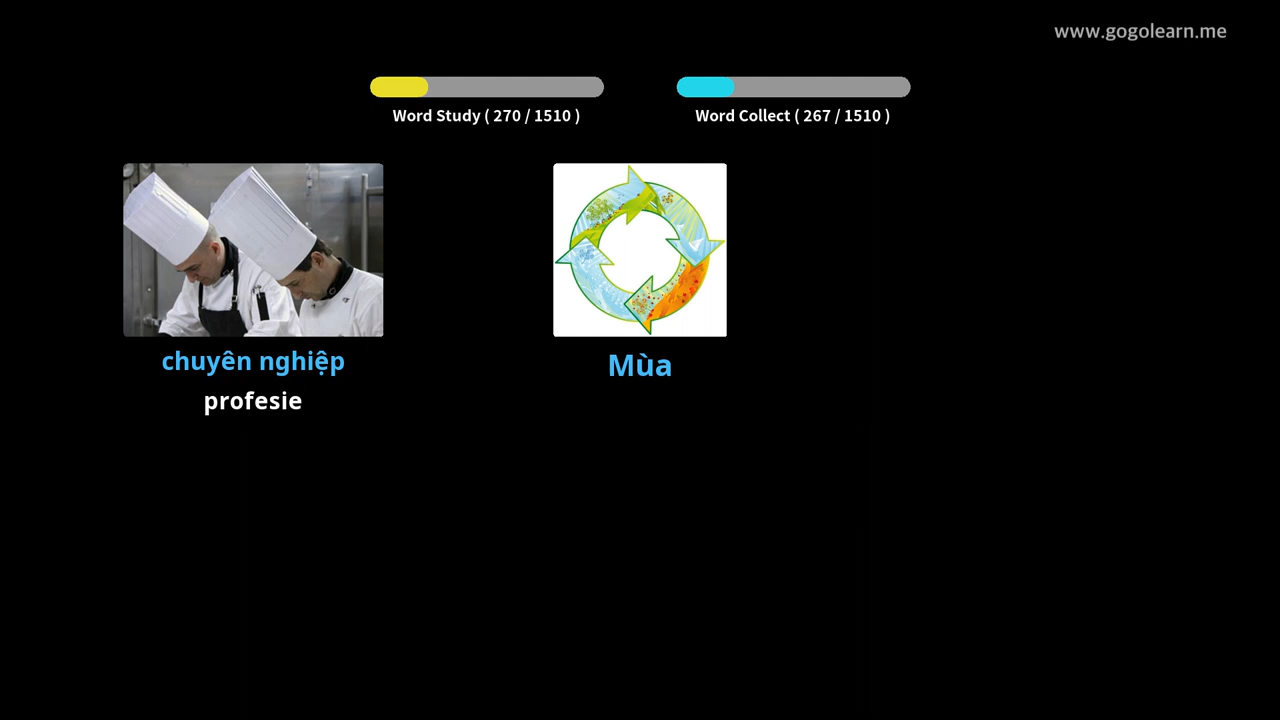 www.gogolearn.me
Word Study ( 270 / 1510 )
Word Collect ( 267 / 1510 )
chuyên nghiệp
profesie
Mùa